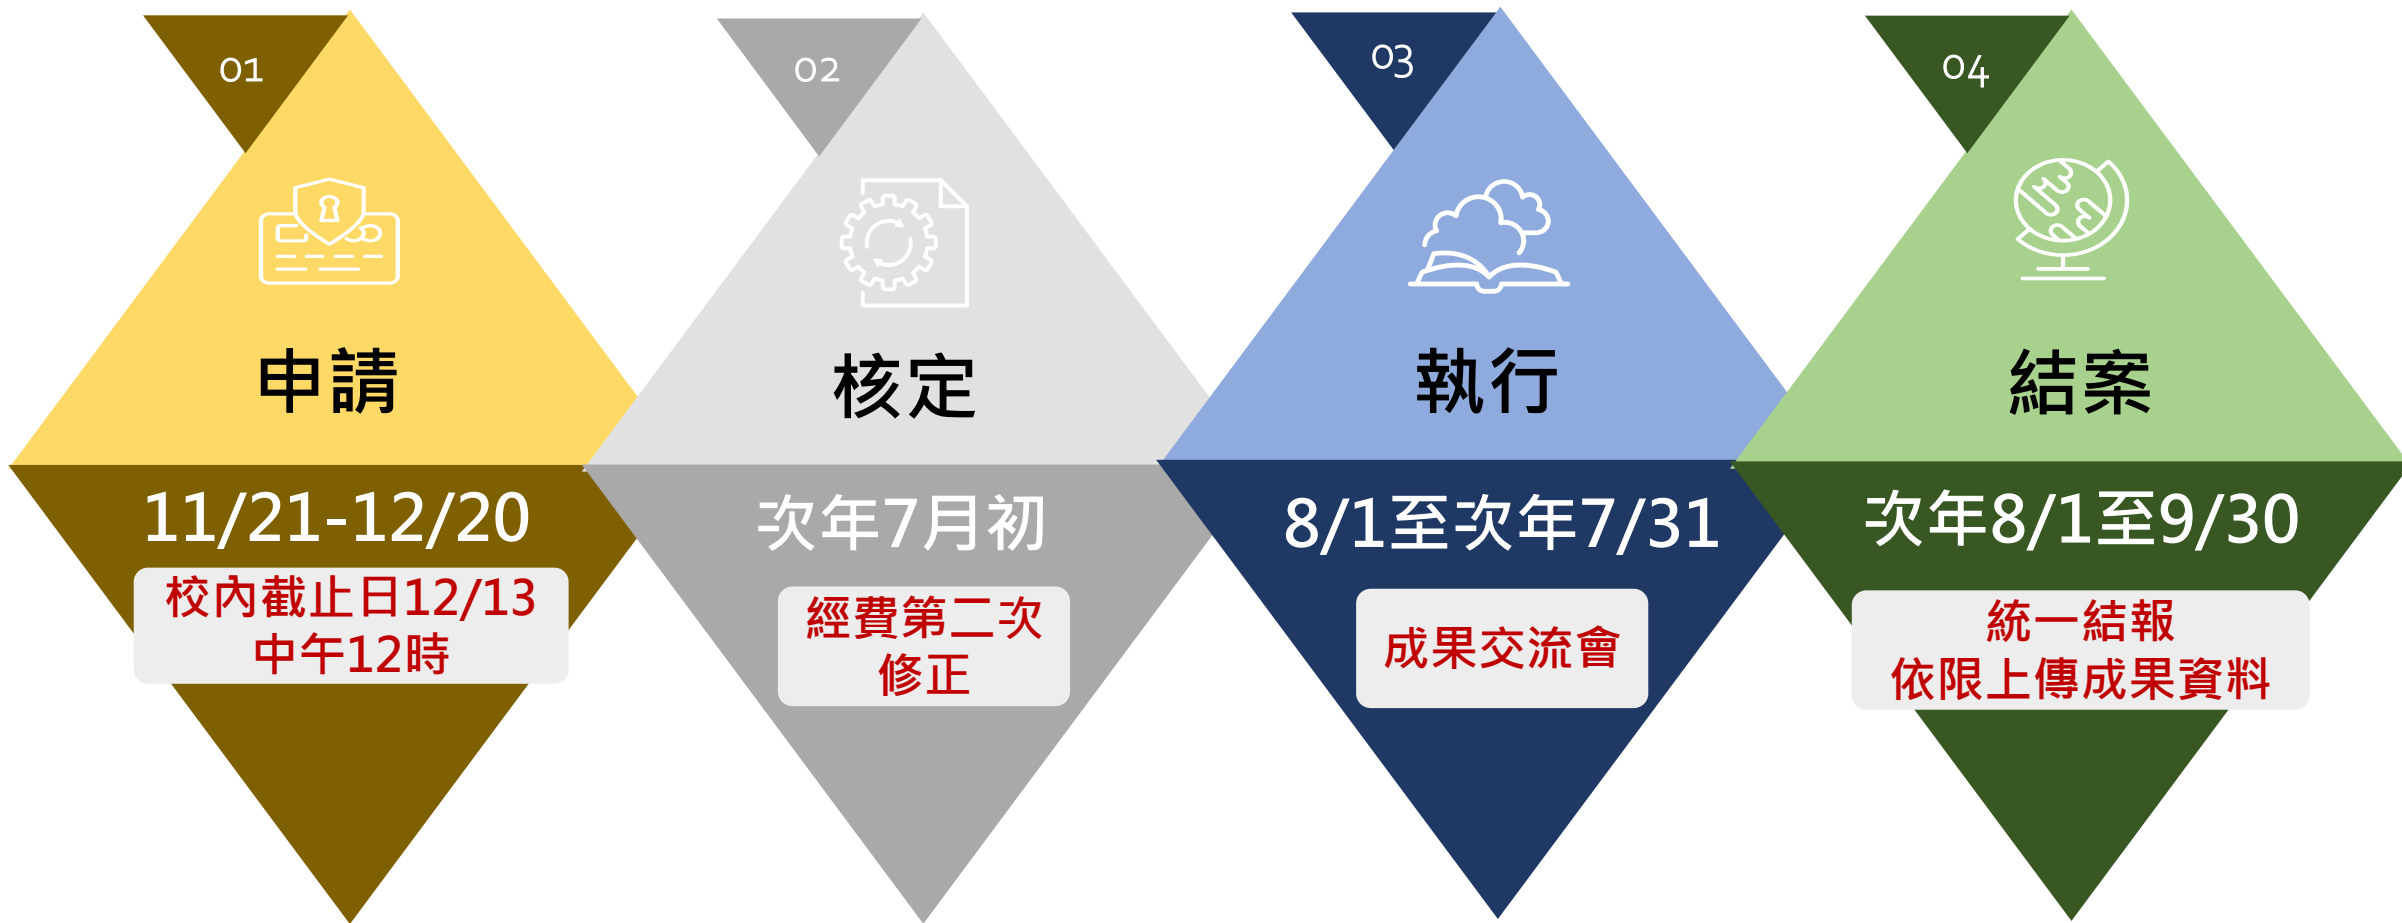 01
申請
11/21-12/20
校內截止日12/13
中午12時
02
核定
次年7月初
經費第二次
修正
03
執行
8/1至次年7/31
成果交流會
04
結案
次年8/1至9/30
統一結報
依限上傳成果資料